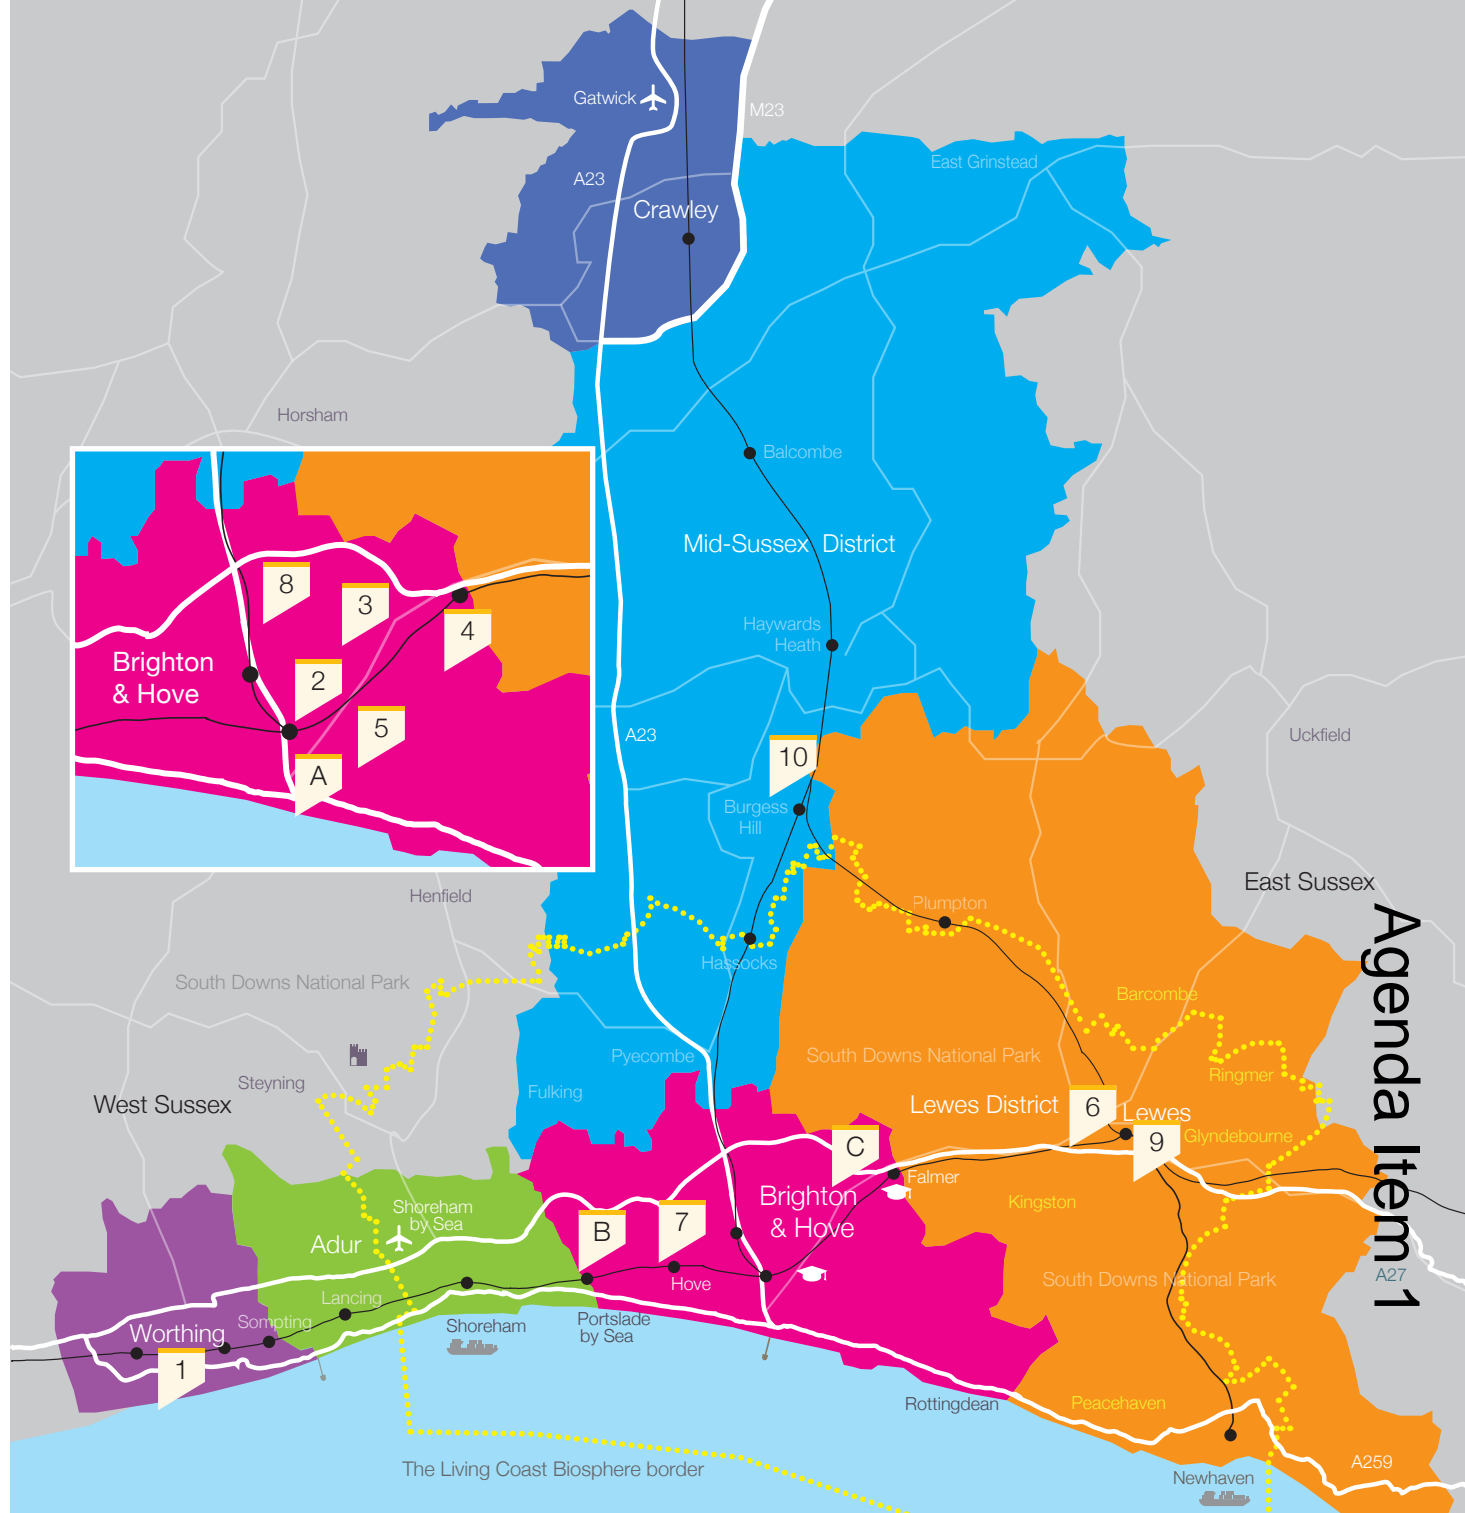 Gatwick
M23
East Grinstead
A23
Crawley
Horsham
Balcombe
Mid-Sussex District
8
3
4
Haywards
Heath
Brighton
& Hove
2
5
A
A23
10
Uckfield
Burgess
Hill
East Sussex
Henfield
Plumpton
Agenda Item 1
Hassocks
South Downs National Park
Barcombe
Pyecombe
South Downs National Park
Steyning
Ringmer
Fulking
West Sussex
Lewes District
6
Lewes
9
Glyndebourne
C
Falmer
Brighton
& Hove
Kingston
Shoreham
by Sea
Adur
B
7
Hove
South Downs National Park
A27
Lancing
Sompting
Worthing
1
Shoreham
Portslade
by Sea
Rottingdean
Peacehaven
The Living Coast Biosphere border
A259
Newhaven